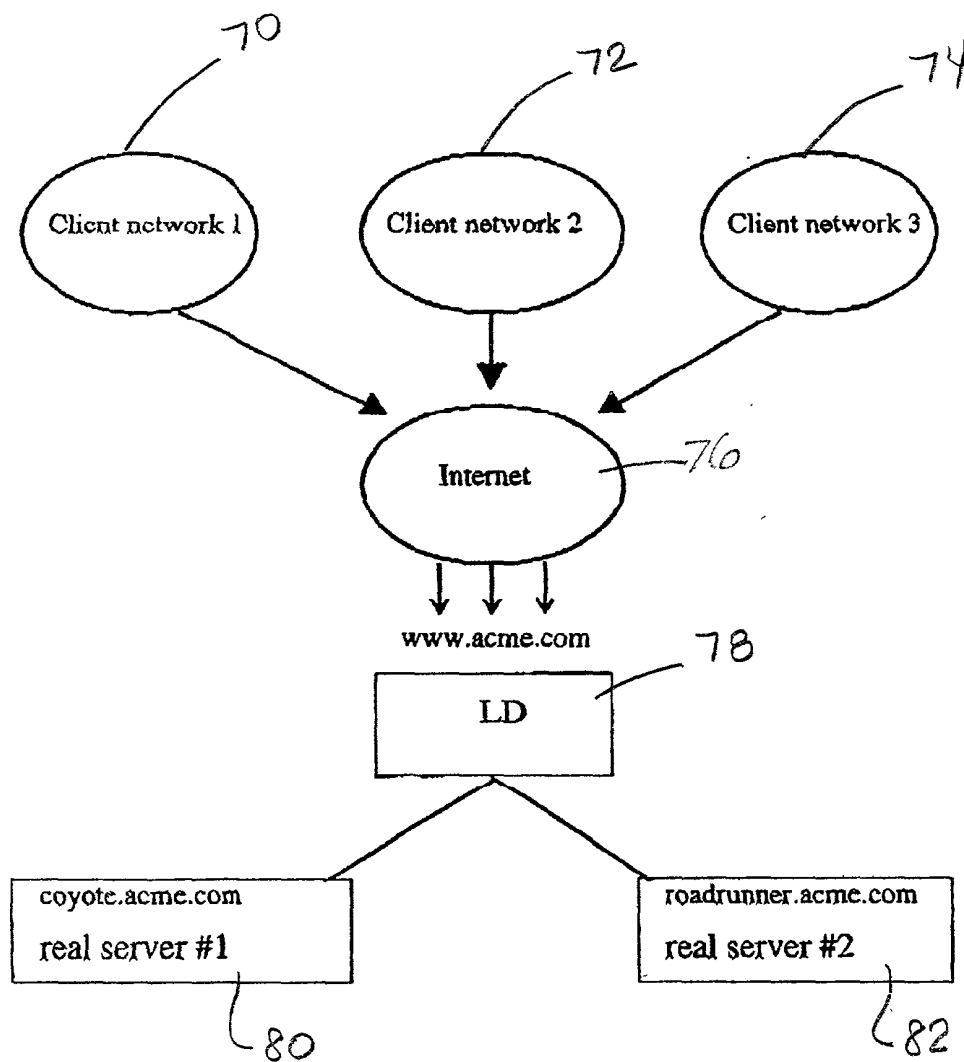 70
72
74
Client network 1
Client network 2
Client network 3
Internet
76
www.acme.com
78
LD
coyote.acme.com
real server #1
roadrunner.acme.com
real server #2
80
82